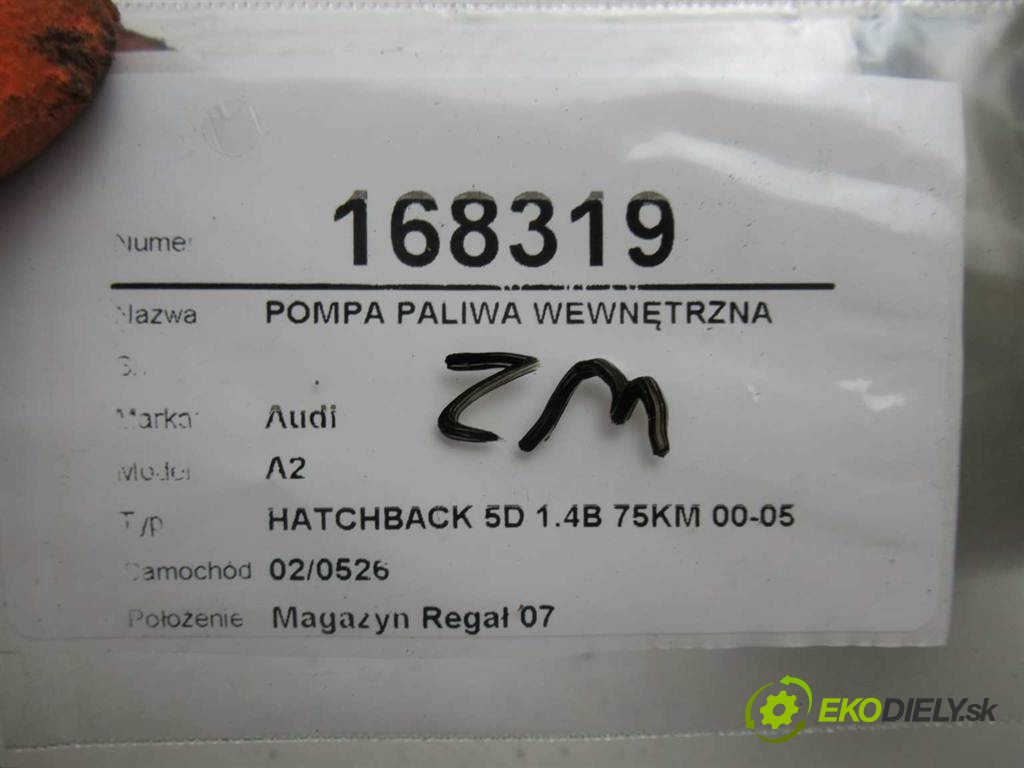 Numer 168319
Nazwa POMPA PALIWA WEWNĘTRZNA
ZM
Marka Audi
Model A2
Typ HATCHBACK 5D 1.4B 75KM 00-05
Samochód 02/0526
Położenie Magazyn Regał 07
EKODIELY.sk